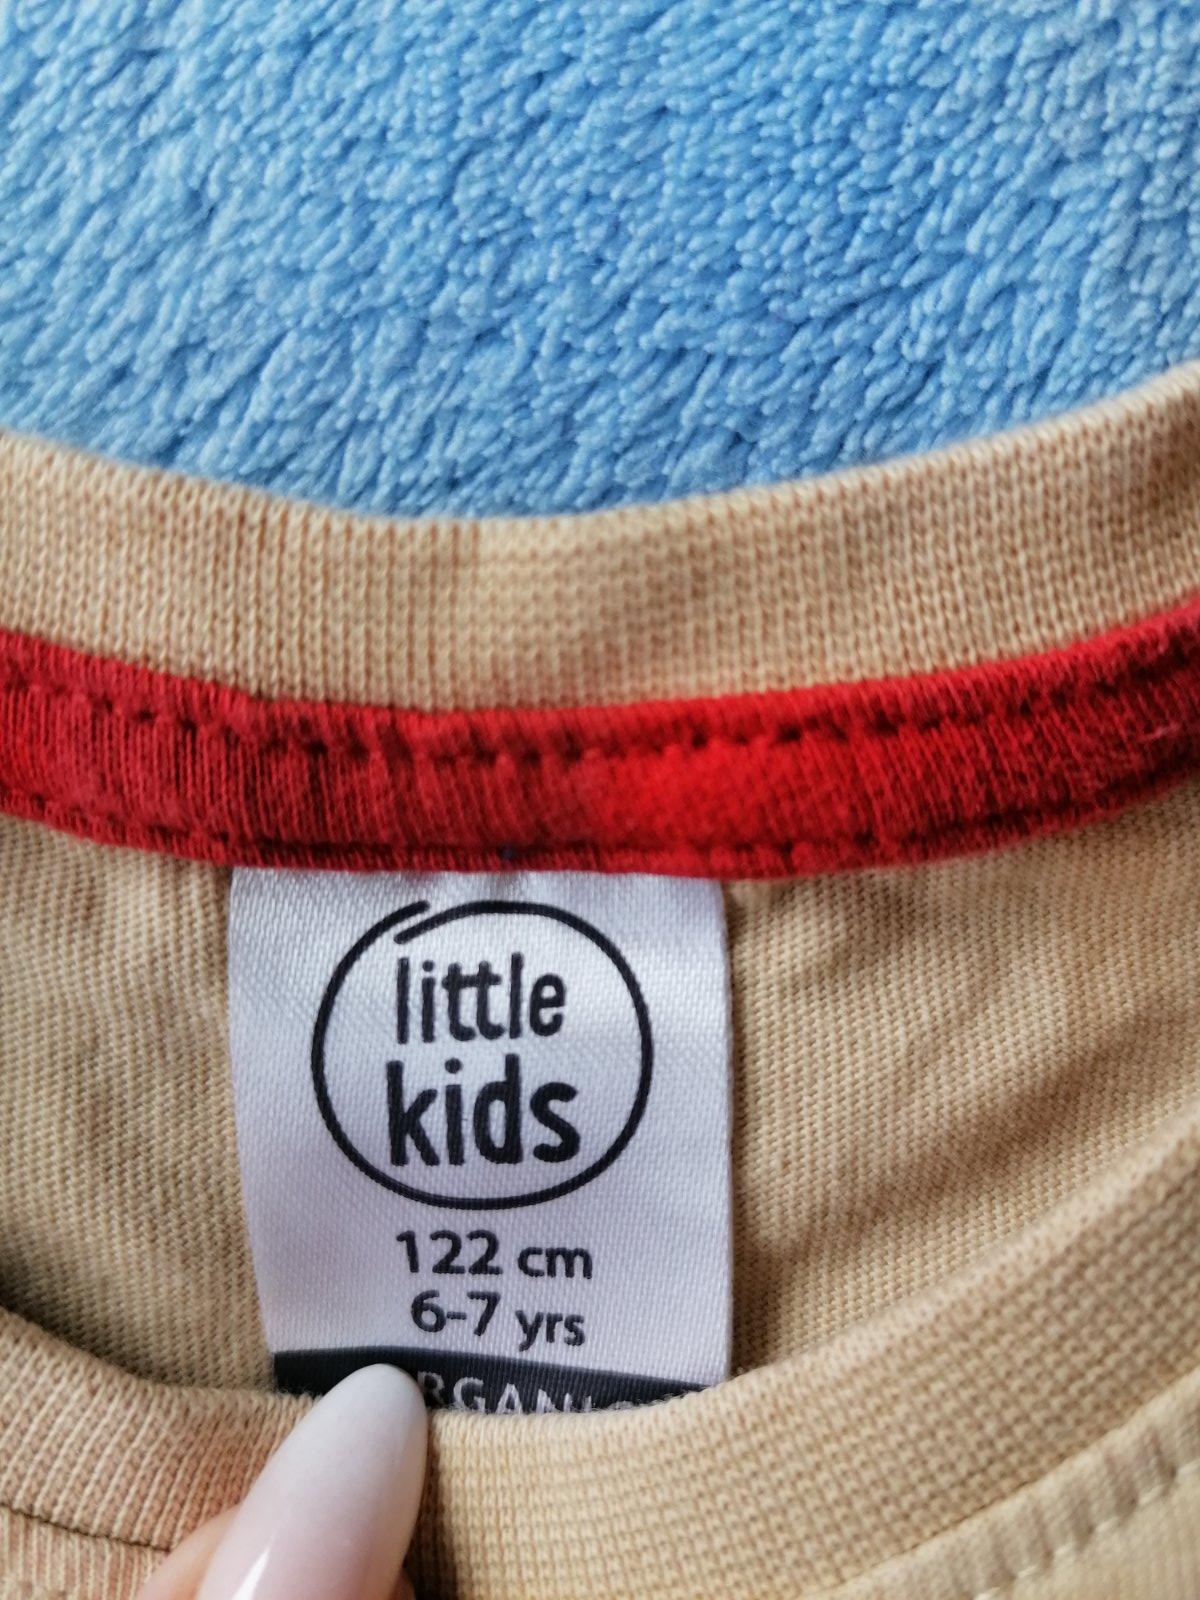 little
kids
122 cm
6-7 yrs